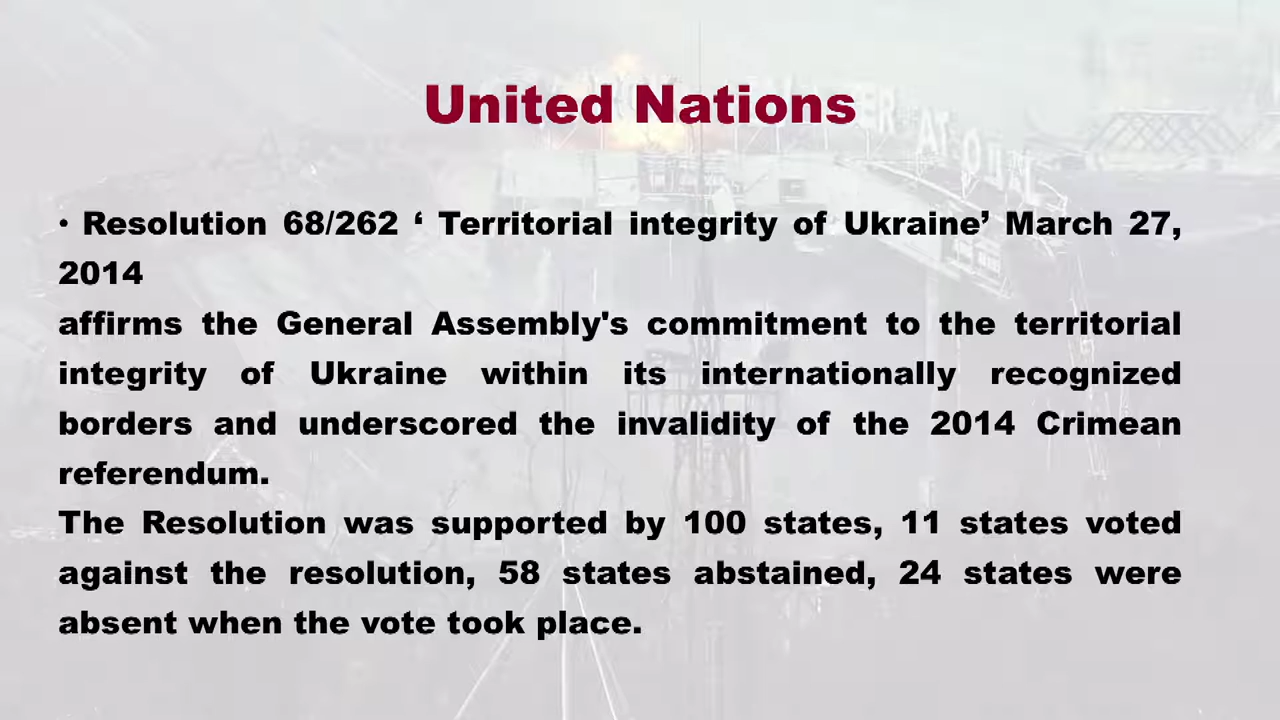 United Nations
• Resolution 68/262 ‘ Territorial integrity of Ukraine’ March 27,
2014
affirms the General Assembly's commitment to the territorial
integrity of Ukraine within its internationally recognized
borders and underscored the invalidity of the 2014 Crimean
referendum.
The Resolution was supported by 100 states, 11 states voted
against the resolution, 58 states abstained, 24 states were
absent when the vote took place.